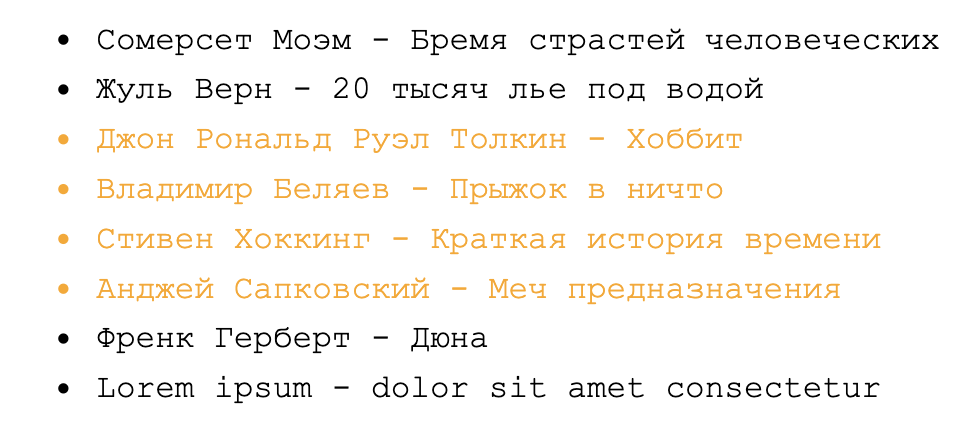 • Сомерсет Моэм - Бремя страстей человеческих
• Жуль Верн - 20 тысяч лье под водой
• Джон Рональд Руэл Толкин - Хоббит
• Владимир Беляев - Прыжок в ничто
• Стивен Хоккинг - Краткая история времени
• Анджей Сапковский - Меч предназначения
• Френк Герберт - Дюна
• Lorem ipsum - dolor sit amet consectetur